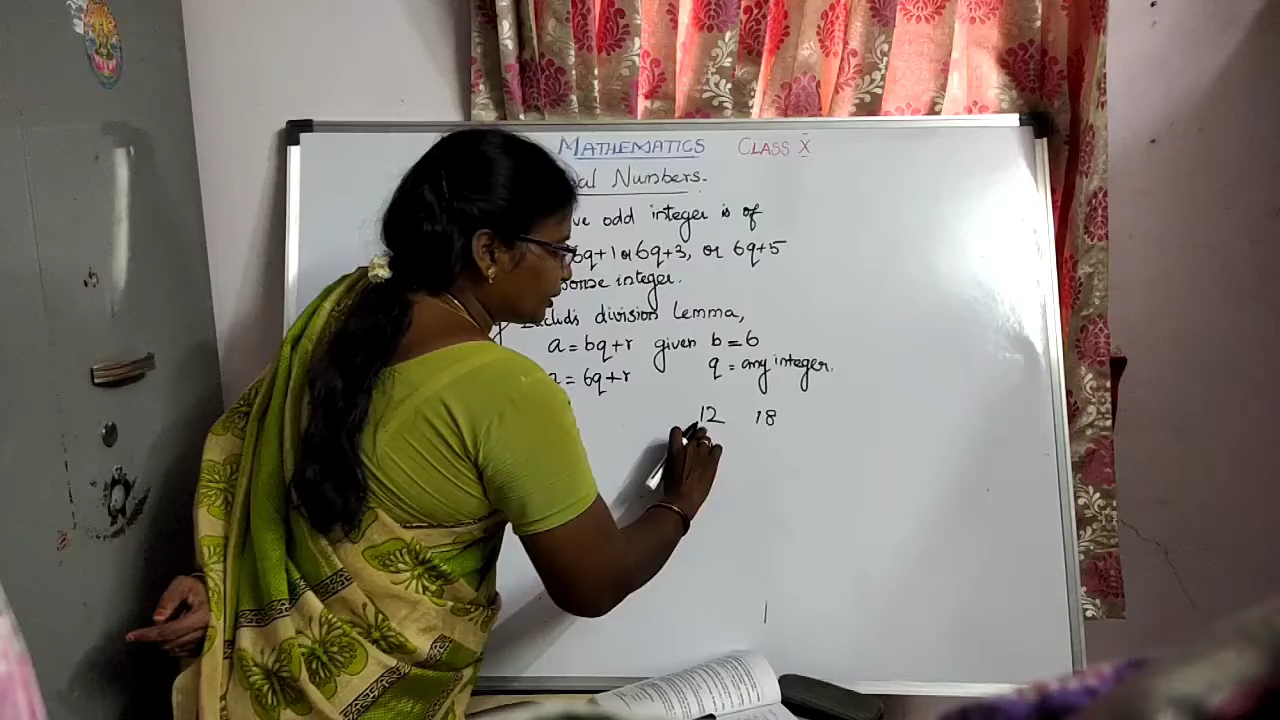 MATHEMATICS CLASS X
Numbers.
ve odd integer is of
6q+1 or 6q+3, or 6q+5
some integer.
Euclid's division Lemma,
a = bq+r given b = 6
a = 6q+r q = any integer.
12 18